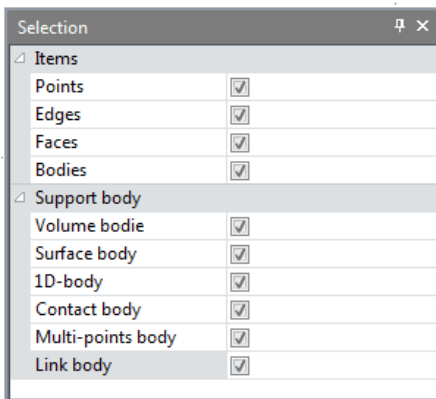 Selection
Items
Points
Edges
Faces
Bodies
Support body
Volume bodie
Surface body
1D-body
Contact body
Multi-points body
Link body